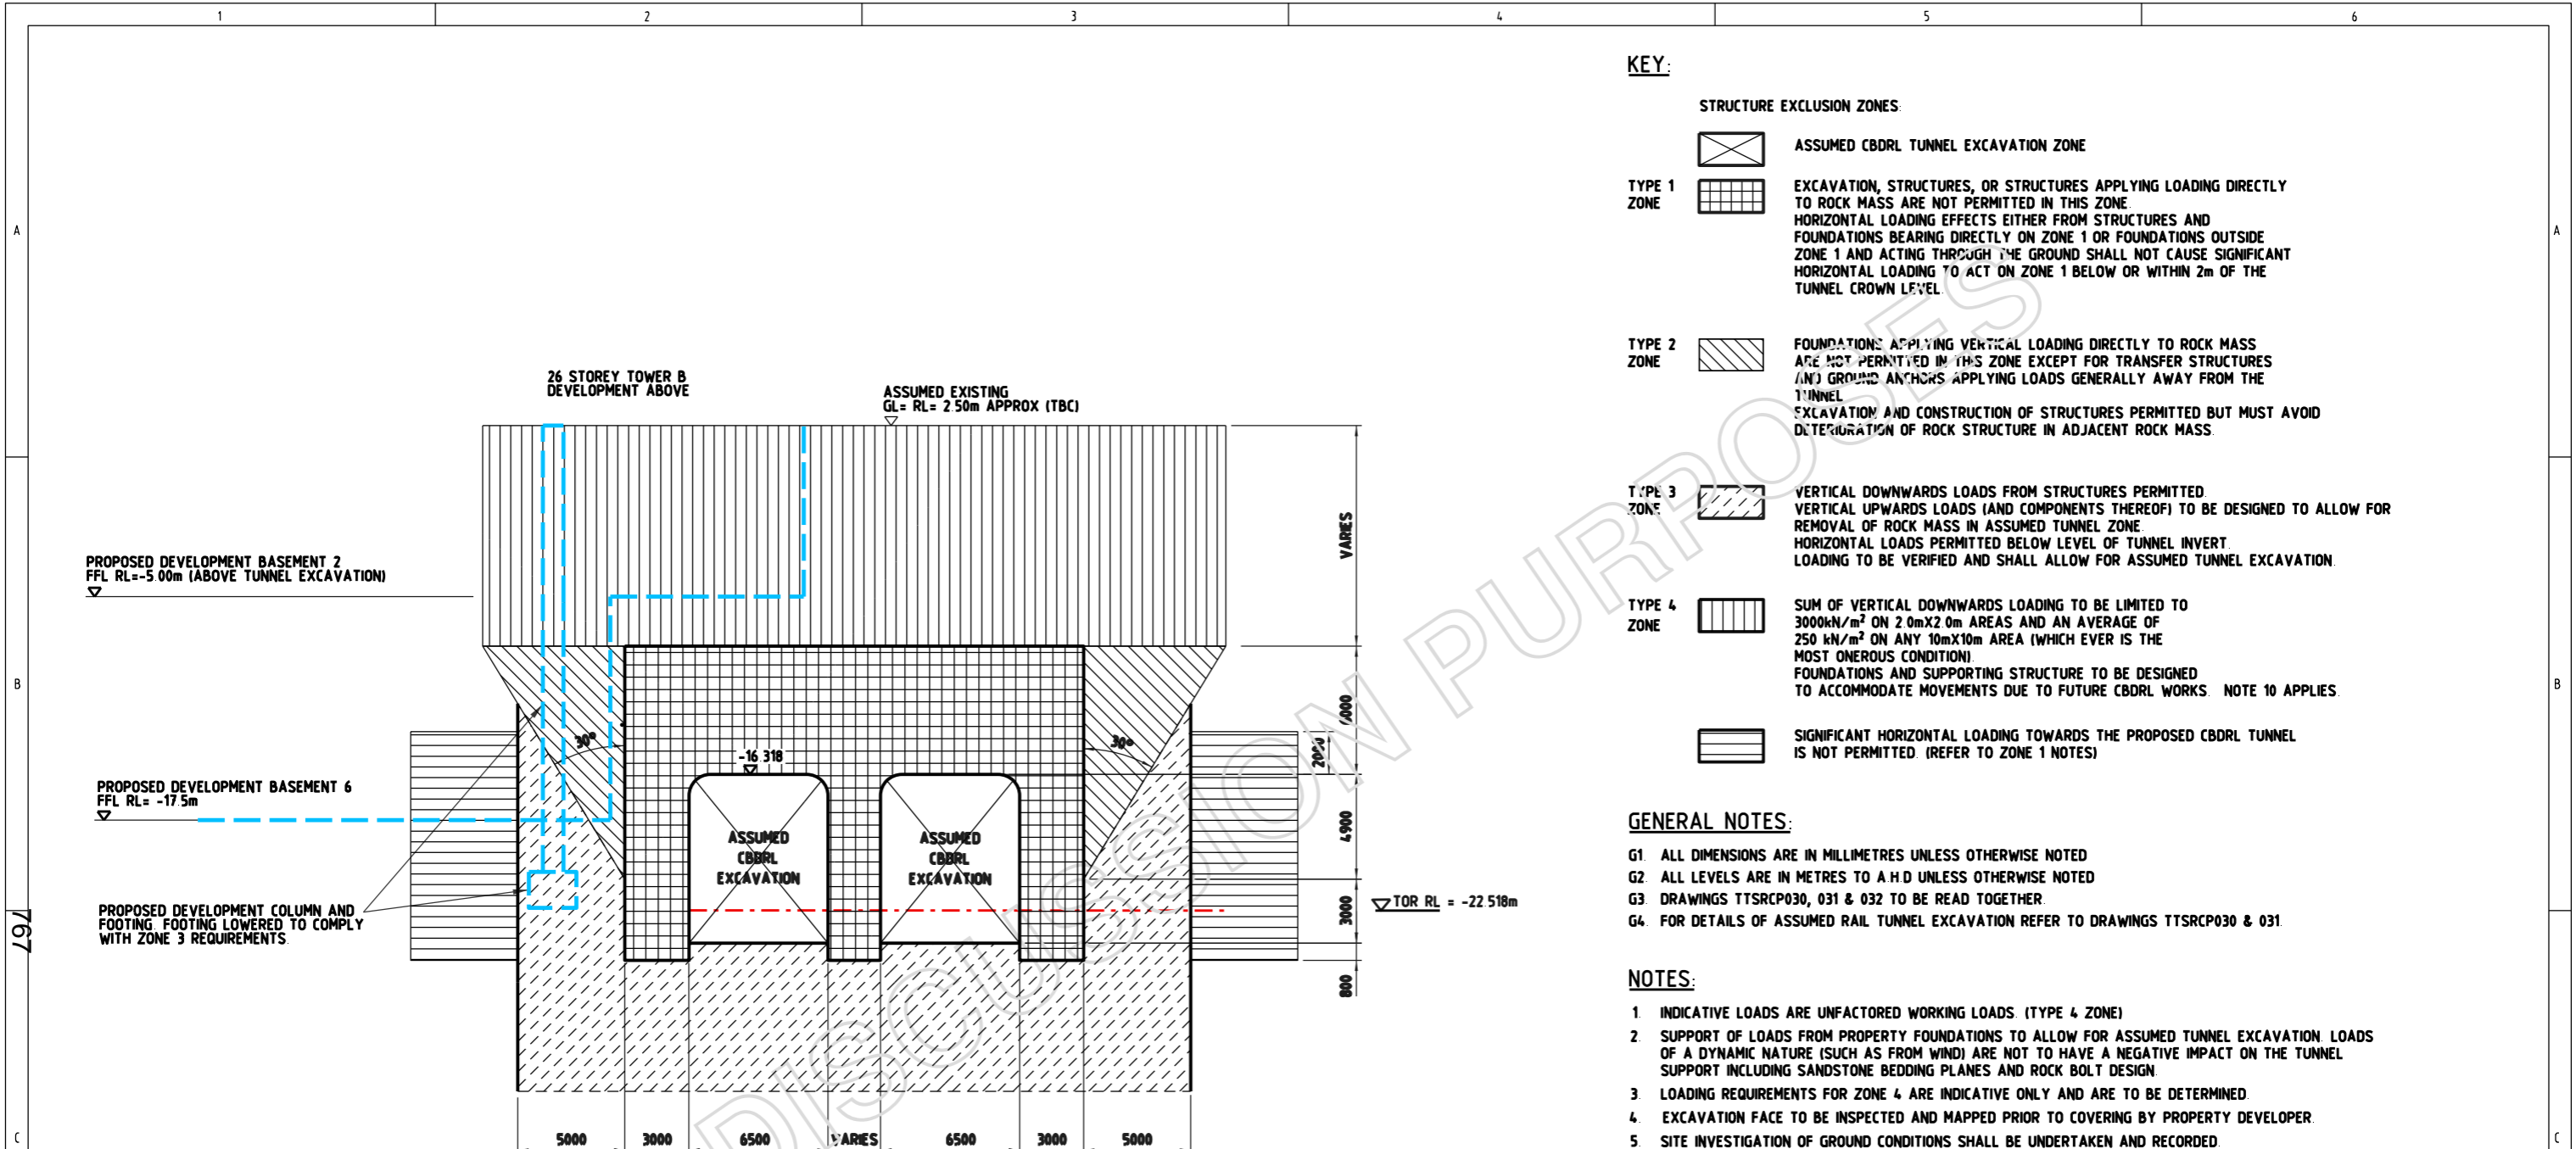 1 2 3 4 5 6
A
A
B
B
C
C
767
26 STOREY TOWER B
DEVELOPMENT ABOVE
ASSUMED EXISTING
GL= RL= 2.50m APPROX (TBC)
PROPOSED DEVELOPMENT BASEMENT 2
FFL RL=-5.00m (ABOVE TUNNEL EXCAVATION)
PROPOSED DEVELOPMENT BASEMENT 6
FFL RL= -17.5m
PROPOSED DEVELOPMENT COLUMN AND
FOOTING. FOOTING LOWERED TO COMPLY
WITH ZONE 3 REQUIREMENTS.
30°
30°
-16.318
ASSUMED
CBDRL
EXCAVATION
ASSUMED
CBDRL
EXCAVATION
VARIES
6000
2000
4900
3000
800
TOR RL = -22.518m
5000 3000 6500 VARIES 6500 3000 5000
DISCUSSION PURPOSES
KEY:
STRUCTURE EXCLUSION ZONES:
ASSUMED CBDRL TUNNEL EXCAVATION ZONE
TYPE 1
ZONE
EXCAVATION, STRUCTURES, OR STRUCTURES APPLYING LOADING DIRECTLY
TO ROCK MASS ARE NOT PERMITTED IN THIS ZONE.
HORIZONTAL LOADING EFFECTS EITHER FROM STRUCTURES AND
FOUNDATIONS BEARING DIRECTLY ON ZONE 1 OR FOUNDATIONS OUTSIDE
ZONE 1 AND ACTING THROUGH THE GROUND SHALL NOT CAUSE SIGNIFICANT
HORIZONTAL LOADING TO ACT ON ZONE 1 BELOW OR WITHIN 2m OF THE
TUNNEL CROWN LEVEL.
TYPE 2
ZONE
FOUNDATIONS APPLYING VERTICAL LOADING DIRECTLY TO ROCK MASS
ARE NOT PERMITTED IN THIS ZONE EXCEPT FOR TRANSFER STRUCTURES
AND GROUND ANCHORS APPLYING LOADS GENERALLY AWAY FROM THE
TUNNEL
EXCAVATION AND CONSTRUCTION OF STRUCTURES PERMITTED BUT MUST AVOID
DETERIORATION OF ROCK STRUCTURE IN ADJACENT ROCK MASS.
TYPE 3
ZONE
VERTICAL DOWNWARDS LOADS FROM STRUCTURES PERMITTED.
VERTICAL UPWARDS LOADS (AND COMPONENTS THEREOF) TO BE DESIGNED TO ALLOW FOR
REMOVAL OF ROCK MASS IN ASSUMED TUNNEL ZONE.
HORIZONTAL LOADS PERMITTED BELOW LEVEL OF TUNNEL INVERT.
LOADING TO BE VERIFIED AND SHALL ALLOW FOR ASSUMED TUNNEL EXCAVATION.
TYPE 4
ZONE
SUM OF VERTICAL DOWNWARDS LOADING TO BE LIMITED TO
3000kN/m² ON 2.0mX2.0m AREAS AND AN AVERAGE OF
250 kN/m² ON ANY 10mX10m AREA (WHICH EVER IS THE
MOST ONEROUS CONDITION).
FOUNDATIONS AND SUPPORTING STRUCTURE TO BE DESIGNED
TO ACCOMMODATE MOVEMENTS DUE TO FUTURE CBDRL WORKS. NOTE 10 APPLIES.
SIGNIFICANT HORIZONTAL LOADING TOWARDS THE PROPOSED CBDRL TUNNEL
IS NOT PERMITTED. (REFER TO ZONE 1 NOTES)
GENERAL NOTES:
G1. ALL DIMENSIONS ARE IN MILLIMETRES UNLESS OTHERWISE NOTED
G2. ALL LEVELS ARE IN METRES TO A.H.D UNLESS OTHERWISE NOTED
G3. DRAWINGS TTSRCP030, 031 & 032 TO BE READ TOGETHER.
G4. FOR DETAILS OF ASSUMED RAIL TUNNEL EXCAVATION REFER TO DRAWINGS TTSRCP030 & 031.
NOTES:
1. INDICATIVE LOADS ARE UNFACTORED WORKING LOADS. (TYPE 4 ZONE)
2. SUPPORT OF LOADS FROM PROPERTY FOUNDATIONS TO ALLOW FOR ASSUMED TUNNEL EXCAVATION. LOADS
OF A DYNAMIC NATURE (SUCH AS FROM WIND) ARE NOT TO HAVE A NEGATIVE IMPACT ON THE TUNNEL
SUPPORT INCLUDING SANDSTONE BEDDING PLANES AND ROCK BOLT DESIGN.
3. LOADING REQUIREMENTS FOR ZONE 4 ARE INDICATIVE ONLY AND ARE TO BE DETERMINED.
4. EXCAVATION FACE TO BE INSPECTED AND MAPPED PRIOR TO COVERING BY PROPERTY DEVELOPER.
5. SITE INVESTIGATION OF GROUND CONDITIONS SHALL BE UNDERTAKEN AND RECORDED.